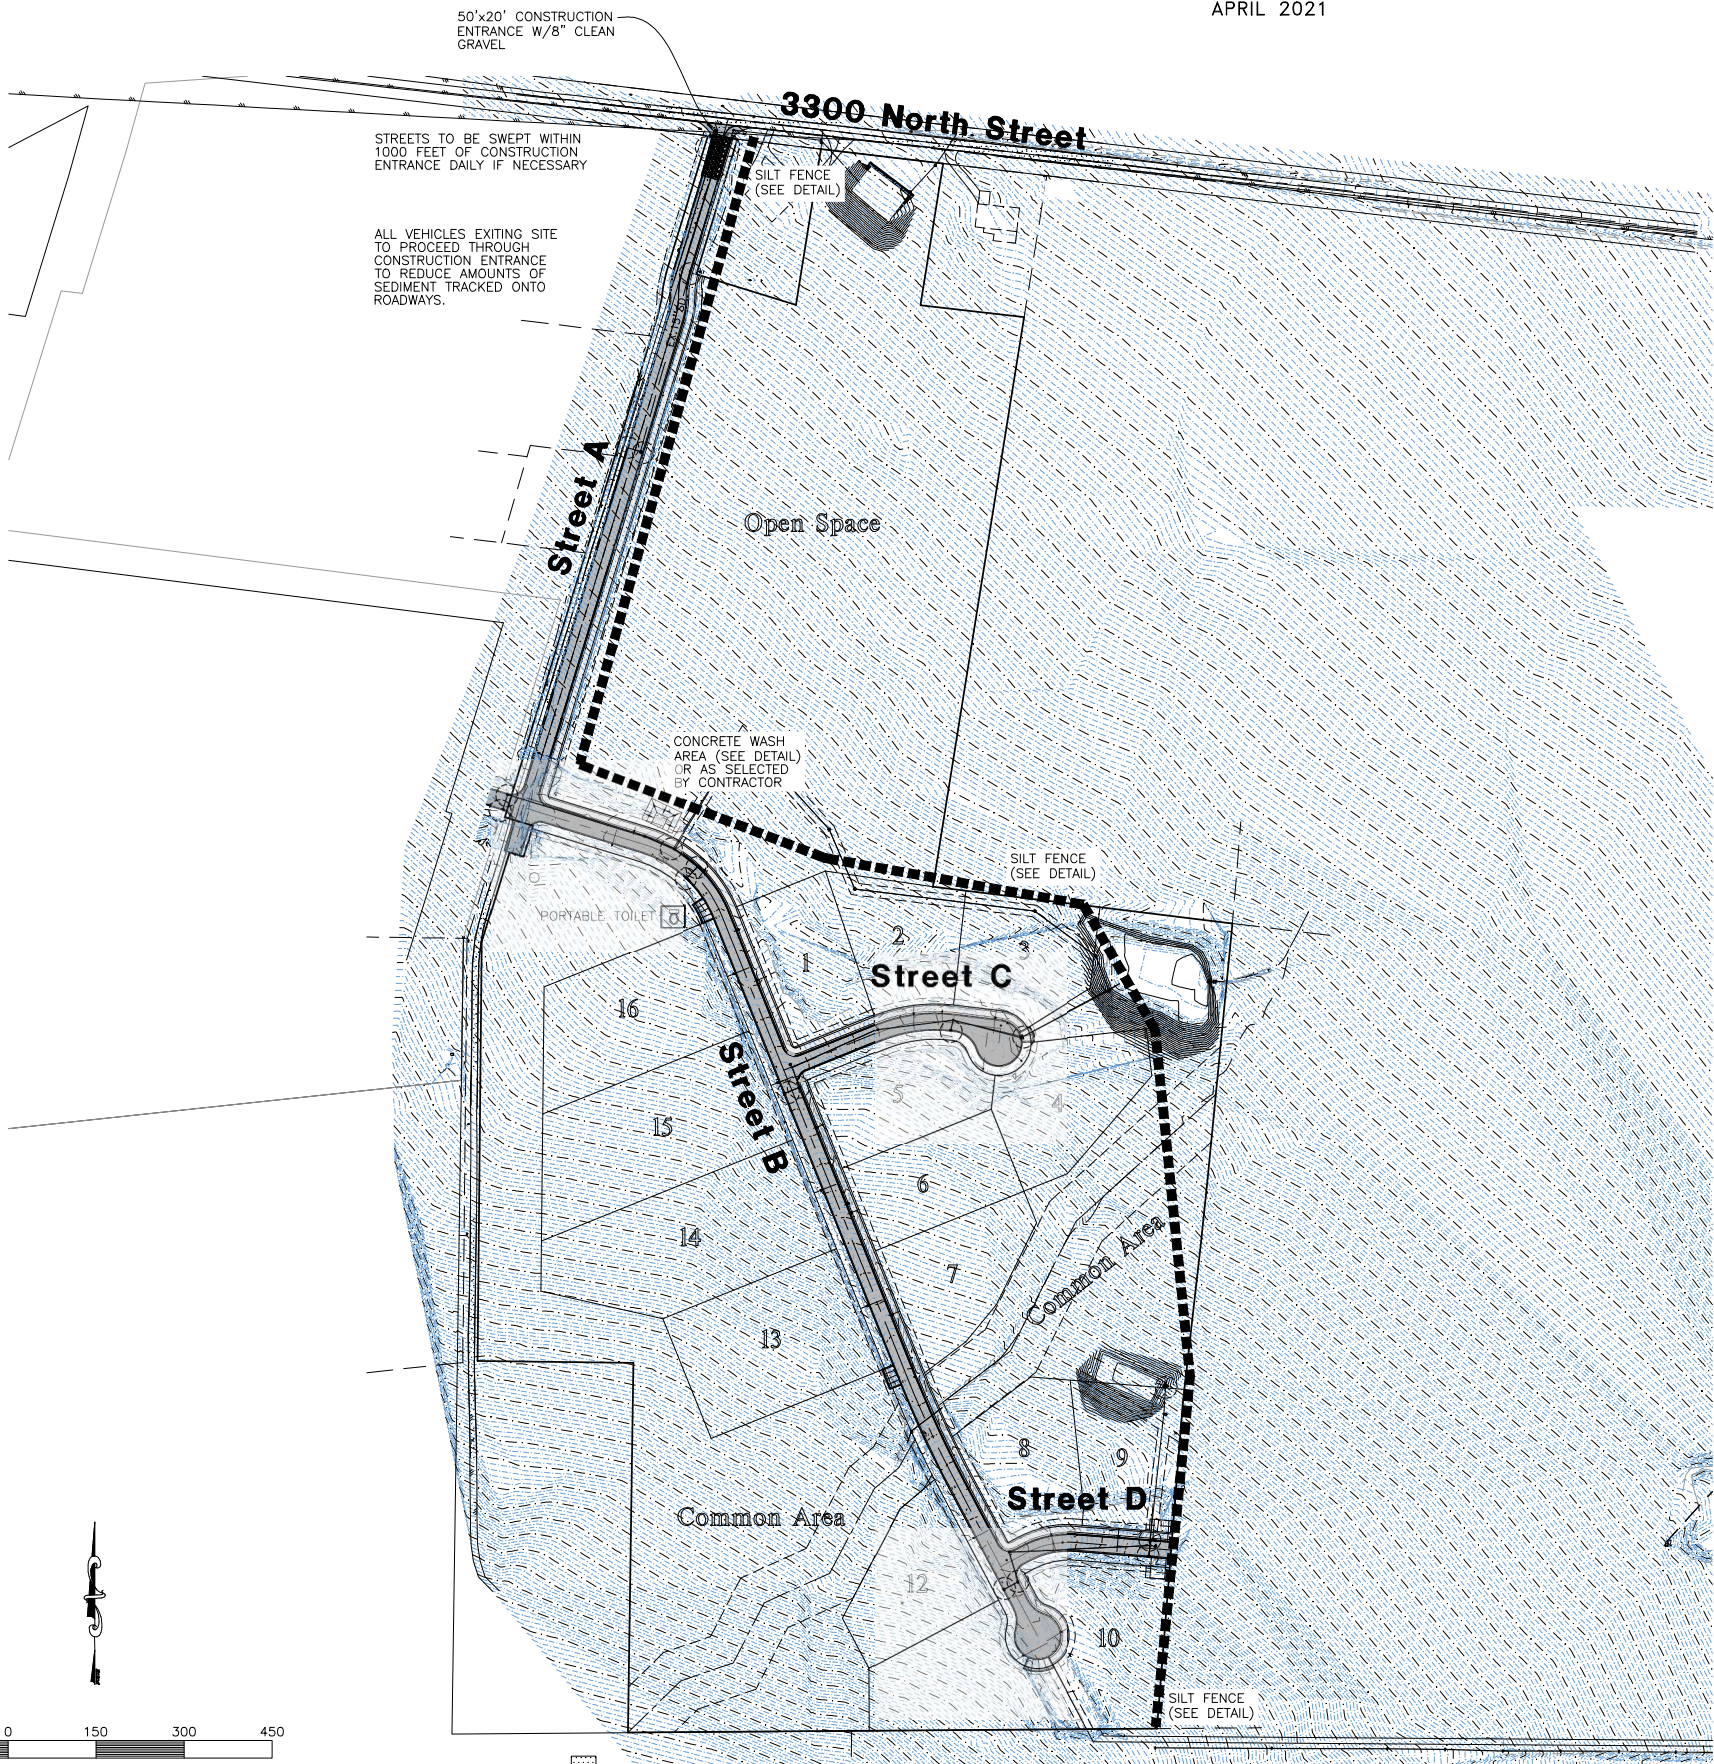 APRIL 2021
50'x20' CONSTRUCTION
ENTRANCE W/8" CLEAN
GRAVEL
3300 North Street
STREETS TO BE SWEPT WITHIN
1000 FEET OF CONSTRUCTION
ENTRANCE DAILY IF NECESSARY
SILT FENCE
(SEE DETAIL)
ALL VEHICLES EXITING SITE
TO PROCEED THROUGH
CONSTRUCTION ENTRANCE
TO REDUCE AMOUNTS OF
SEDIMENT TRACKED ONTO
ROADWAYS.
Street A
Open Space
CONCRETE WASH
AREA (SEE DETAIL)
OR AS SELECTED
BY CONTRACTOR
SILT FENCE
(SEE DETAIL)
PORTABLE TOILET
1
2
3
Street C
16
Street B
5
4
15
6
14
7
Common Area
13
8
9
Street D
Common Area
12
10
SILT FENCE
(SEE DETAIL)
0 150 300 450